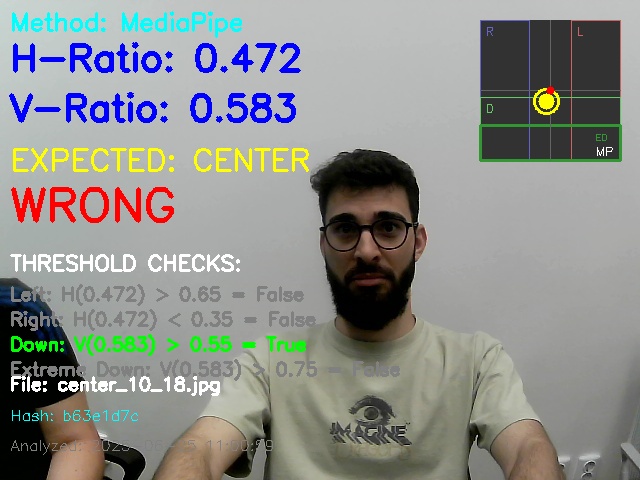 Method: MediaPipe
H-Ratio: 0.472
V-Ratio: 0.583
EXPECTED: CENTER
WRONG
THRESHOLD CHECKS:
Left: H(0.472) > 0.65 = False
Right: H(0.472) < 0.35 = False
Down: V(0.583) > 0.55 = True
Extreme Down: V(0.583) > 0.75 = False
File: center_10_18.jpg
Hash: b63e1d7c
Analyzed:
R
L
D
ED
MP
IMAGINE